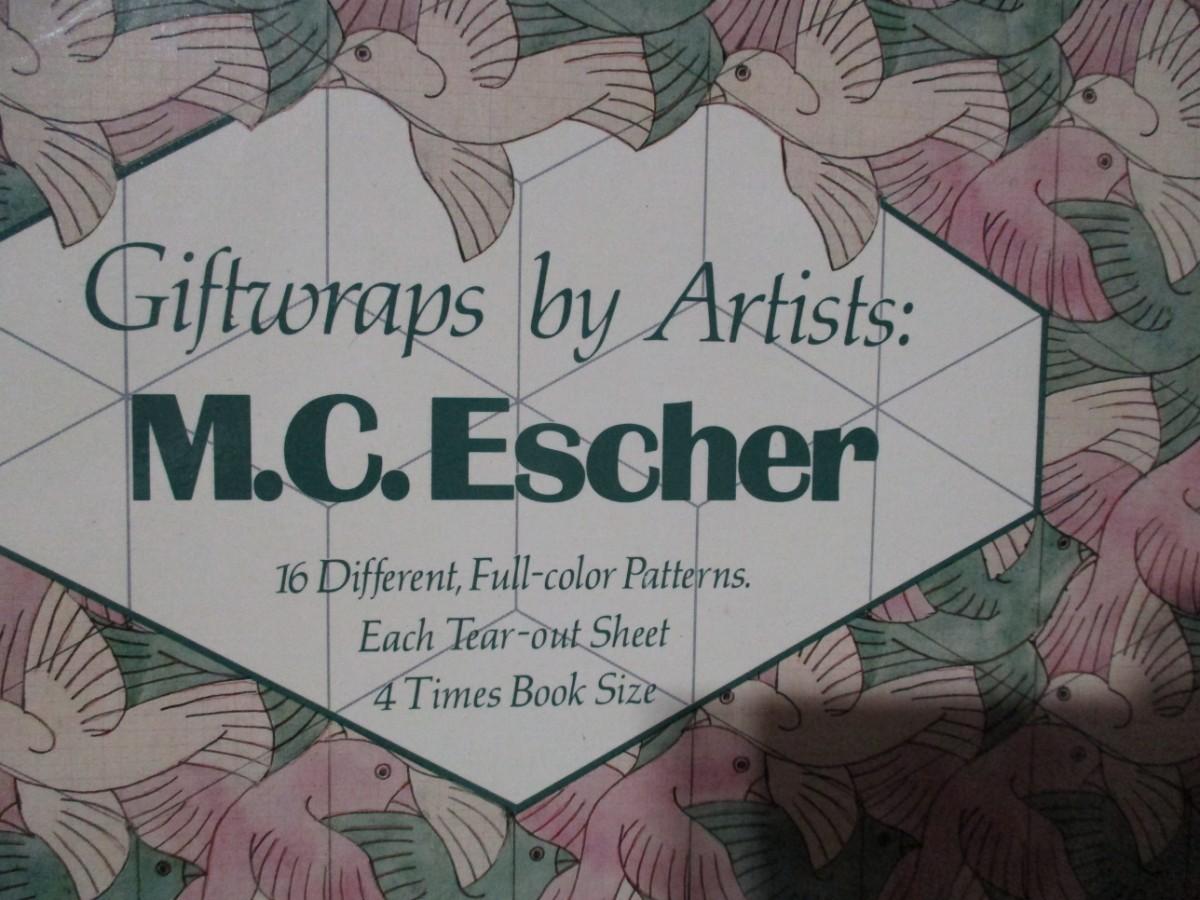 Giftwraps by Artists:
M.C. Escher
16 Different, Full-color Patterns.
Each Tear-out Sheet
4 Times Book Size